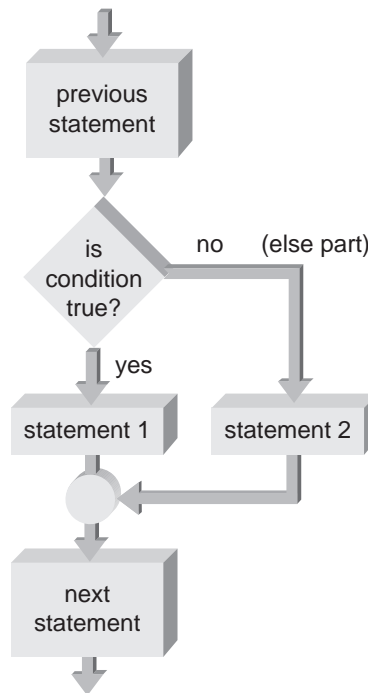 previous
statement
is
condition
true?
no (else part)
yes
statement 1
statement 2
next
statement